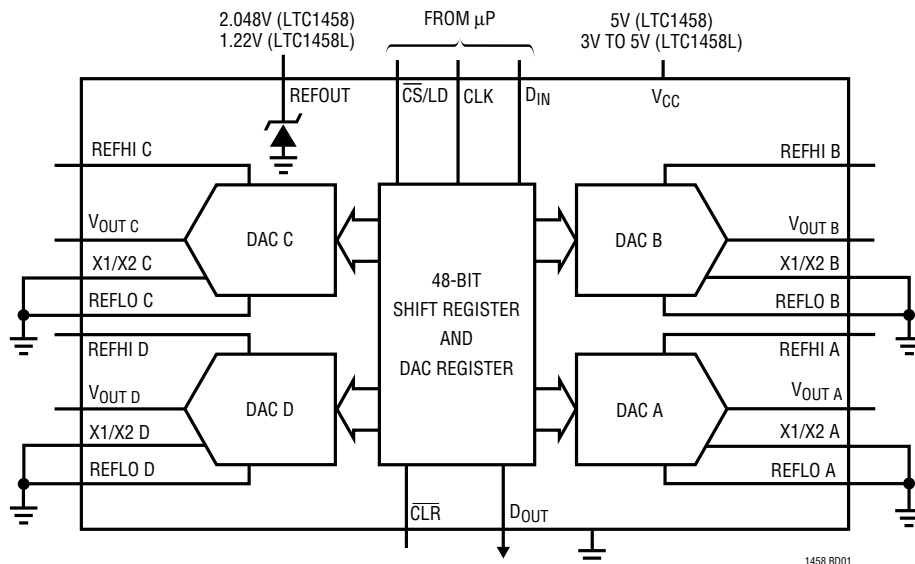 2.048V (LTC1458)
1.22V (LTC1458L)
FROM µP
5V (LTC1458)
3V TO 5V (LTC1458L)
REFOUT
CS/LD
CLK
DIN
VCC
REFHI C
REFHI B
VOUT C
DAC C
DAC B
VOUT B
X1/X2 C
X1/X2 B
48-BIT
SHIFT REGISTER
AND
DAC REGISTER
REFLO C
REFLO B
REFHI D
REFHI A
VOUT D
DAC D
DAC A
VOUT A
X1/X2 D
X1/X2 A
REFLO D
REFLO A
CLR
DOUT
1458 BD01